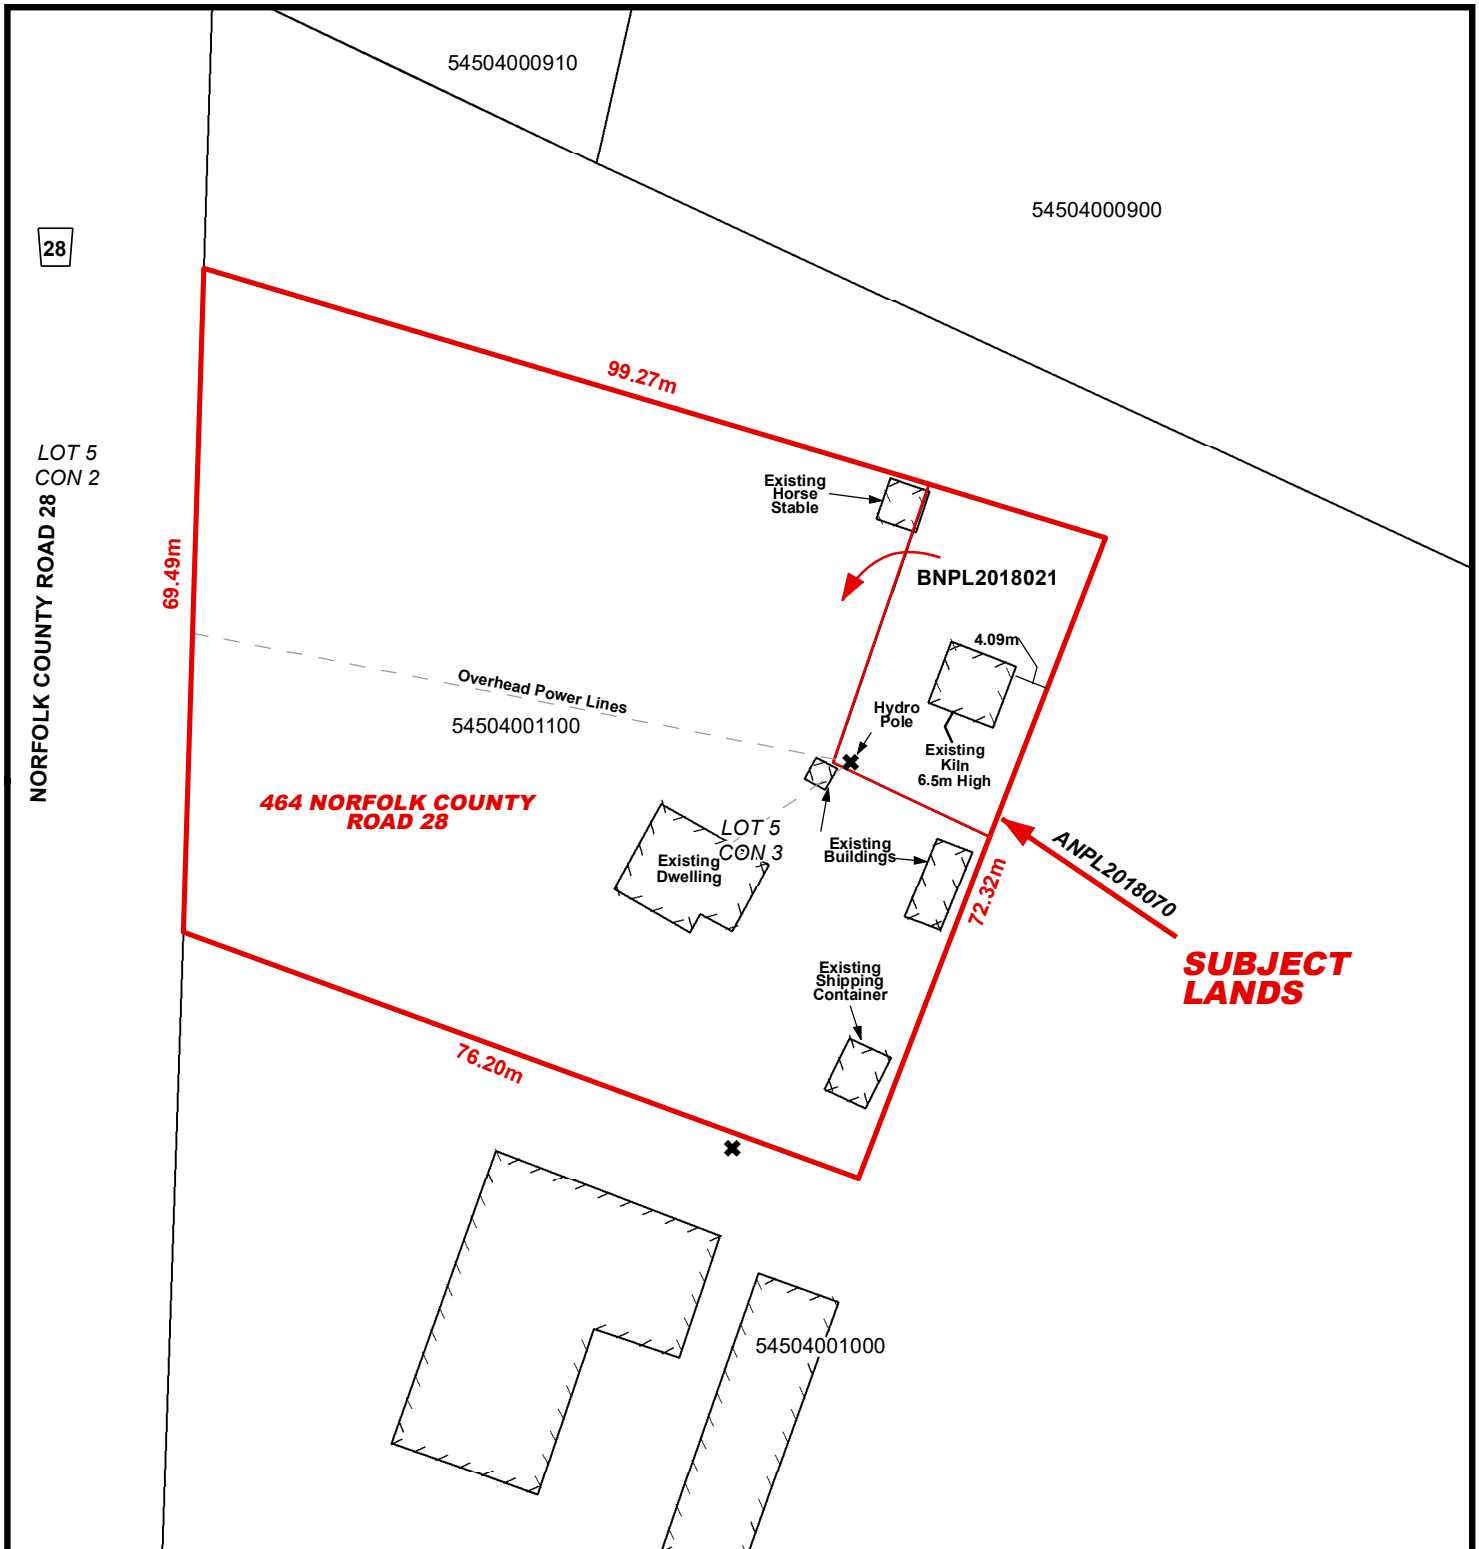 54504000910
54504000900
28
99.27m
LOT 5
CON 2
NORFOLK COUNTY ROAD 28
69.49m
Existing
Horse
Stable
BNPL2018021
4.09m
Overhead Power Lines
54504001100
Hydro
Pole
Existing
Kiln
6.5m High
464 NORFOLK COUNTY
ROAD 28
LOT 5
CON 3
Existing
Dwelling
Existing
Buildings
72.32m
ANPL2018070
SUBJECT
LANDS
Existing
Shipping
Container
76.20m
54504001000